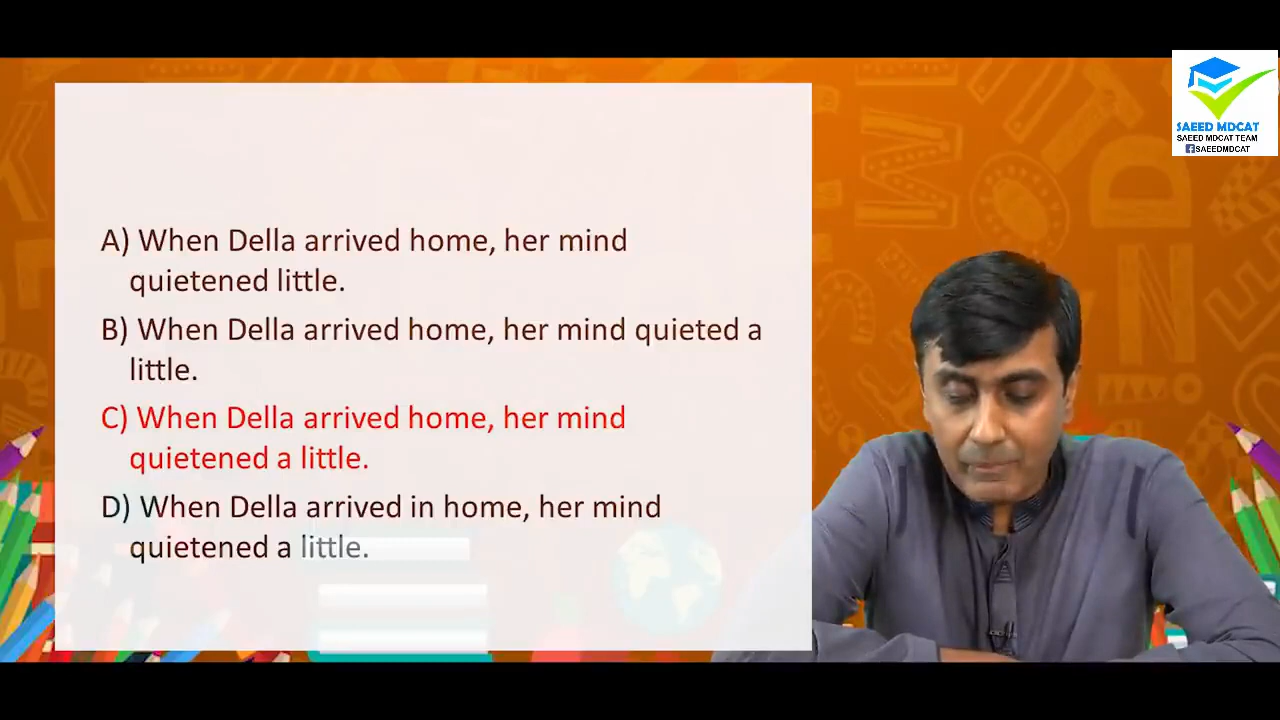 SAEED MDCAT
SAEED MDCAT TEAM
SAEEDMDCAT
A) When Della arrived home, her mind
quietened little.
B) When Della arrived home, her mind quieted a
little.
C) When Della arrived home, her mind
quietened a little.
D) When Della arrived in home, her mind
quietened a little.